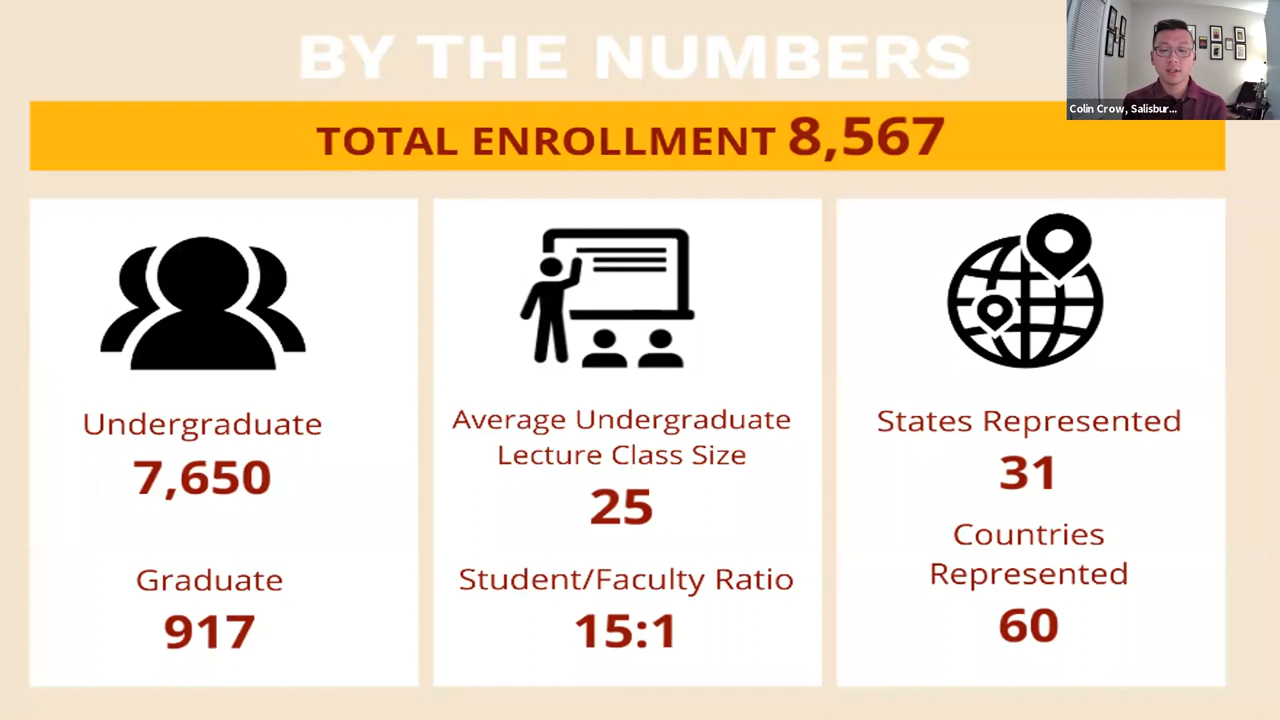 BY THE NUMBERS
Colin Crow, Salisbur...
TOTAL ENROLLMENT 8,567
Undergraduate
7,650
Graduate
917
Average Undergraduate
Lecture Class Size
25
Student/Faculty Ratio
15:1
States Represented
31
Countries
Represented
60